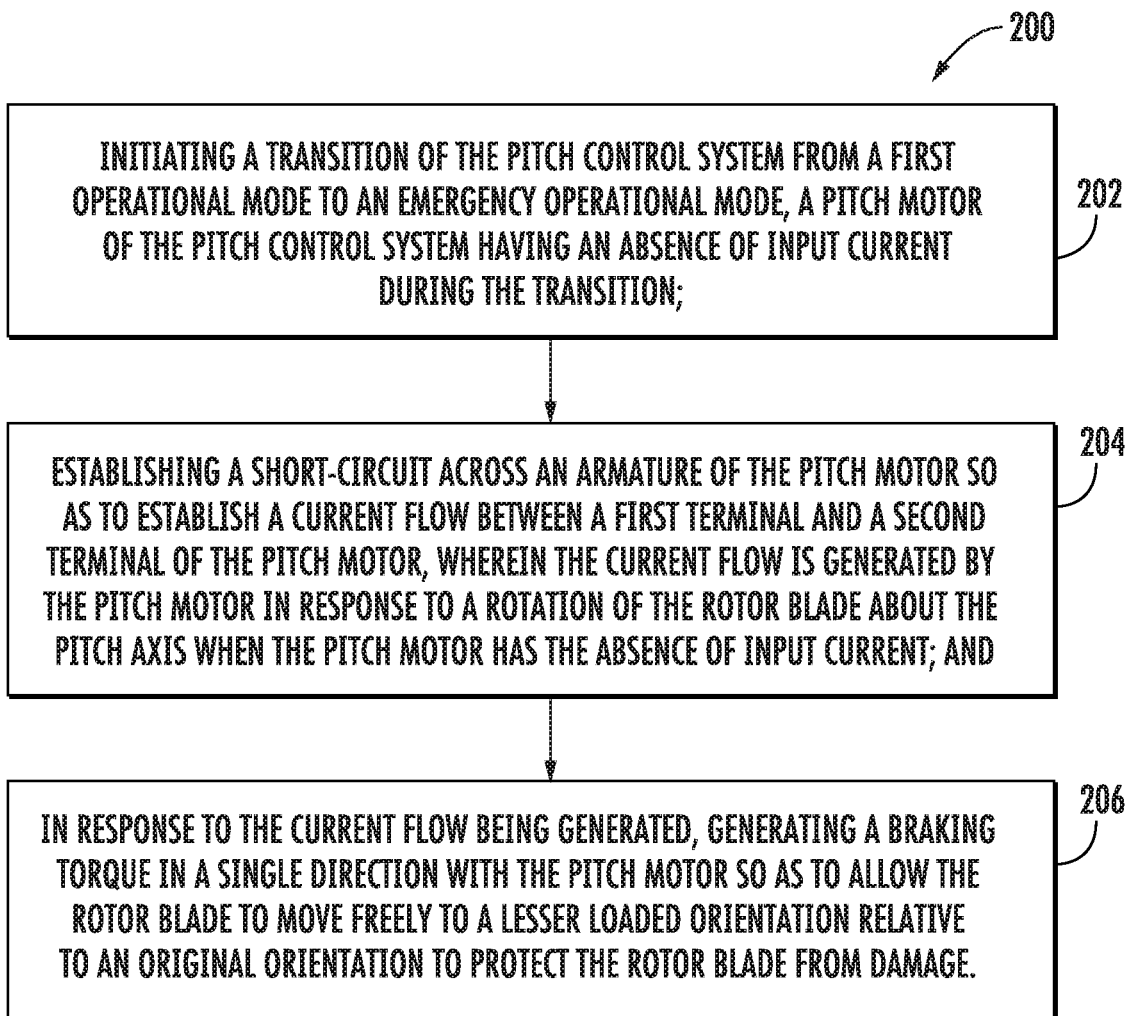 200
INITIATING A TRANSITION OF THE PITCH CONTROL SYSTEM FROM A FIRST
OPERATIONAL MODE TO AN EMERGENCY OPERATIONAL MODE, A PITCH MOTOR
OF THE PITCH CONTROL SYSTEM HAVING AN ABSENCE OF INPUT CURRENT
DURING THE TRANSITION;
202
ESTABLISHING A SHORT-CIRCUIT ACROSS AN ARMATURE OF THE PITCH MOTOR SO
AS TO ESTABLISH A CURRENT FLOW BETWEEN A FIRST TERMINAL AND A SECOND
TERMINAL OF THE PITCH MOTOR, WHEREIN THE CURRENT FLOW IS GENERATED BY
THE PITCH MOTOR IN RESPONSE TO A ROTATION OF THE ROTOR BLADE ABOUT THE
PITCH AXIS WHEN THE PITCH MOTOR HAS THE ABSENCE OF INPUT CURRENT; AND
204
IN RESPONSE TO THE CURRENT FLOW BEING GENERATED, GENERATING A BRAKING
TORQUE IN A SINGLE DIRECTION WITH THE PITCH MOTOR SO AS TO ALLOW THE
ROTOR BLADE TO MOVE FREELY TO A LESSER LOADED ORIENTATION RELATIVE
TO AN ORIGINAL ORIENTATION TO PROTECT THE ROTOR BLADE FROM DAMAGE.
206